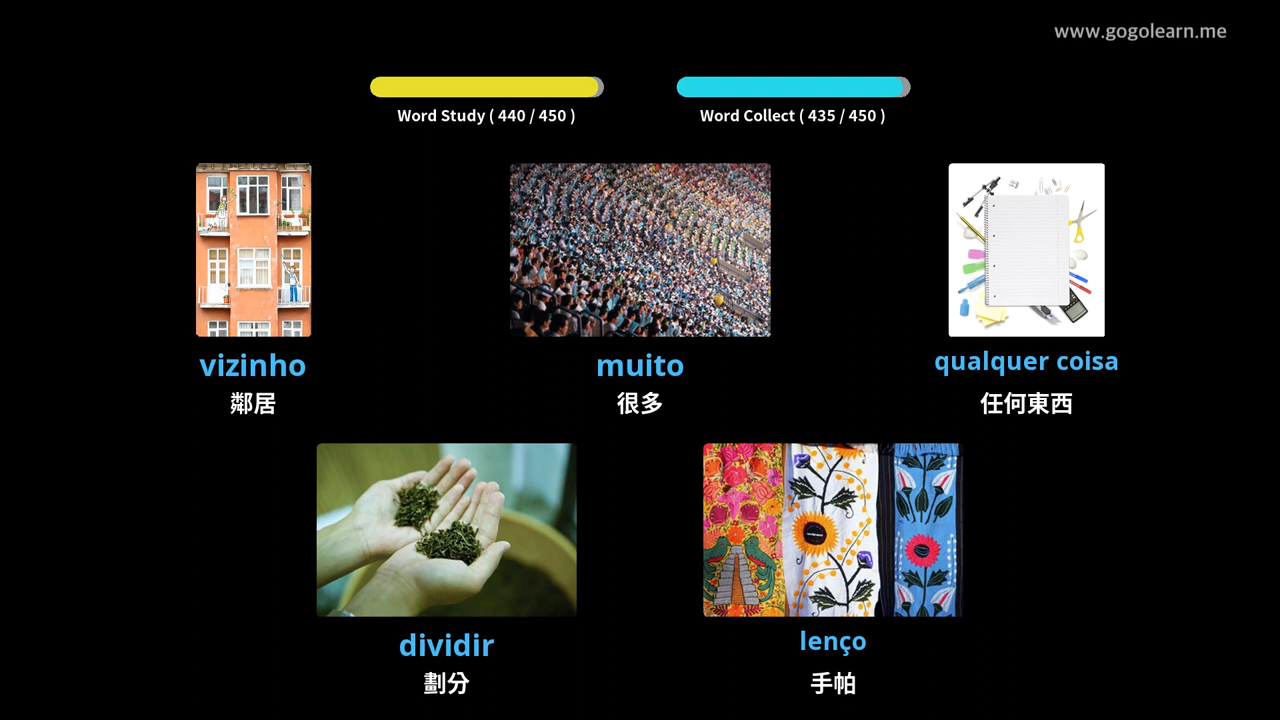 www.gogolearn.me
Word Study ( 440 / 450 )
Word Collect ( 435 / 450 )
vizinho
鄰居
muito
很多
qualquer coisa
任何東西
dividir
劃分
lenço
手帕